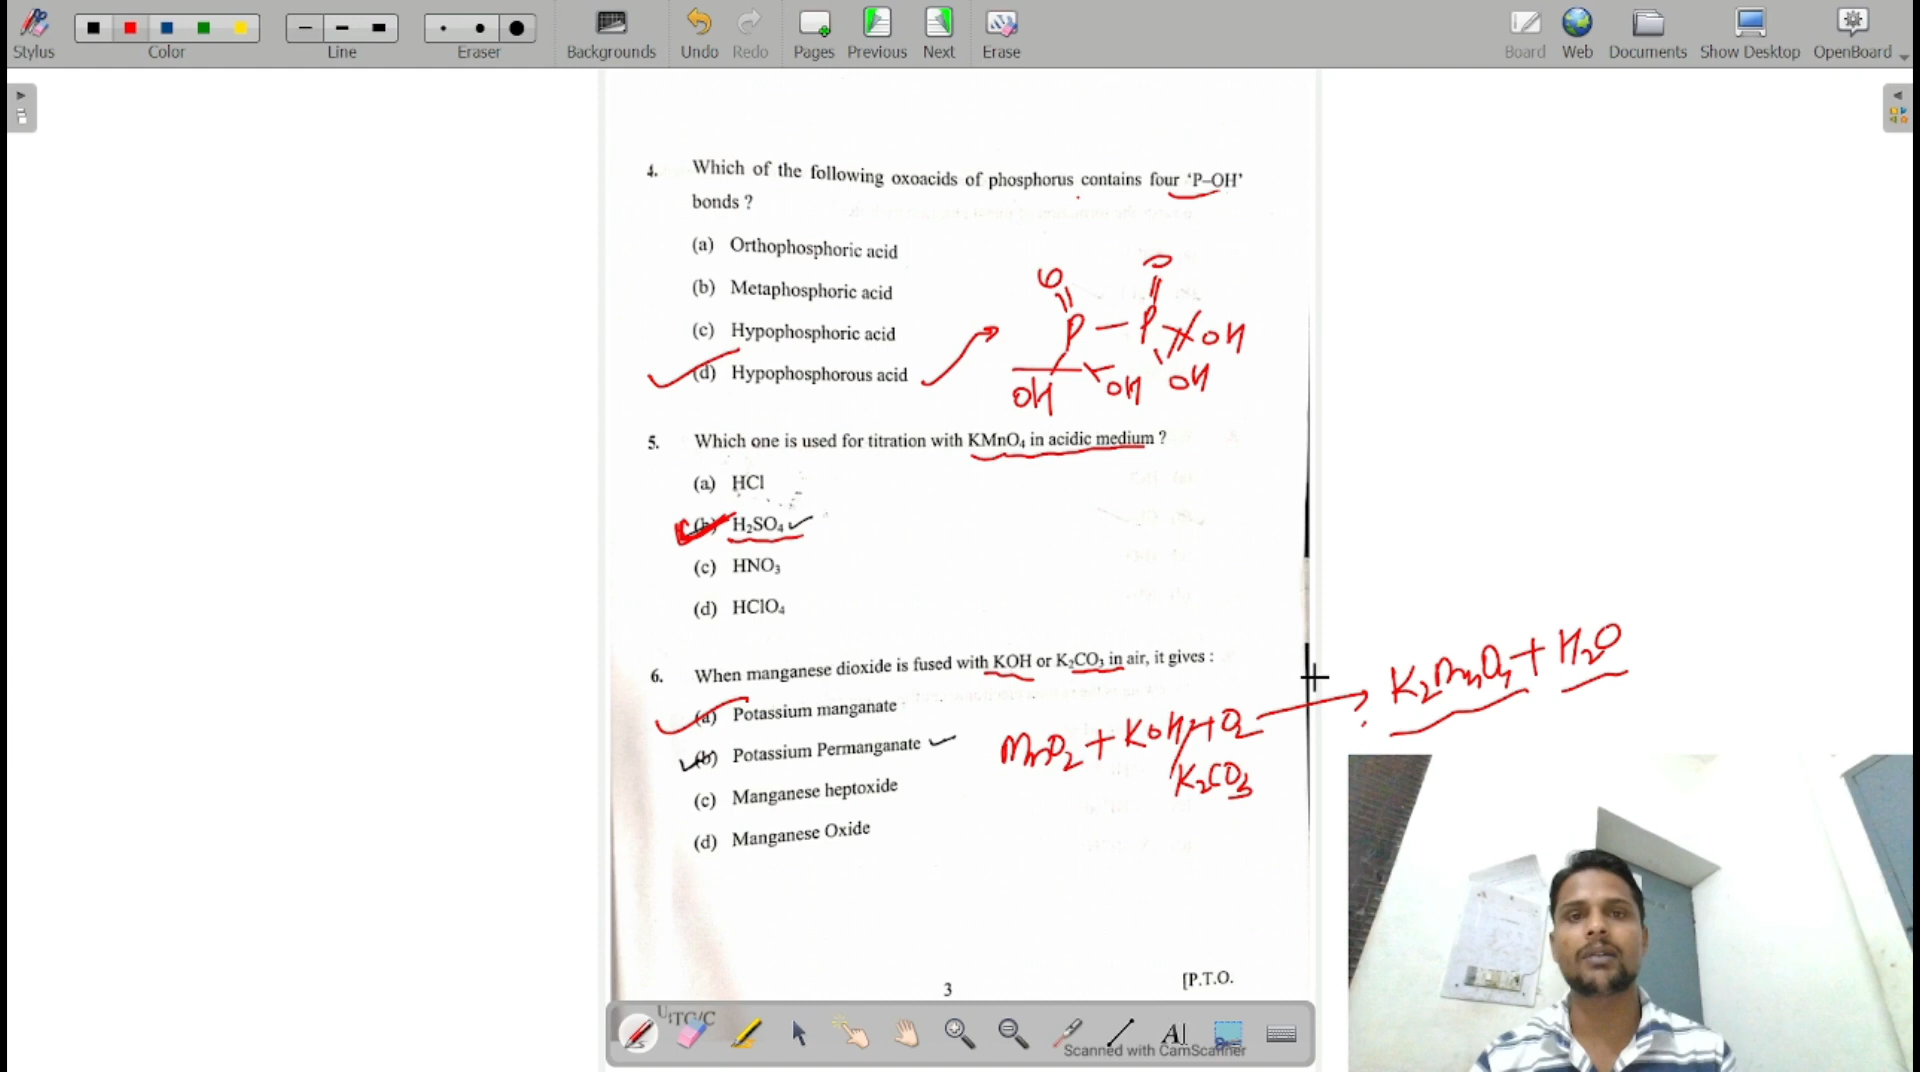 Stylus Color Line Eraser Backgrounds Undo Redo Pages Previous Next Erase Board Web Documents Show Desktop OpenBoard
4. Which of the following oxoacids of phosphorus contains four ‘P–OH’
bonds ?
(a) Orthophosphoric acid
(b) Metaphosphoric acid
(c) Hypophosphoric acid
(d) Hypophosphorous acid
O O
P – P OH
OH OH OH
5. Which one is used for titration with KMnO₄ in acidic medium ?
(a) HCl
(b) H₂SO₄
(c) HNO₃
(d) HClO₄
6. When manganese dioxide is fused with KOH or K₂CO₃ in air, it gives :
(a) Potassium manganate
(b) Potassium Permanganate
(c) Manganese heptoxide
(d) Manganese Oxide
MnO₂ + KOH + O₂ → K₂MnO₄ + H₂O
/ K₂CO₃
3
[P.T.O.
Scanned with CamScanner